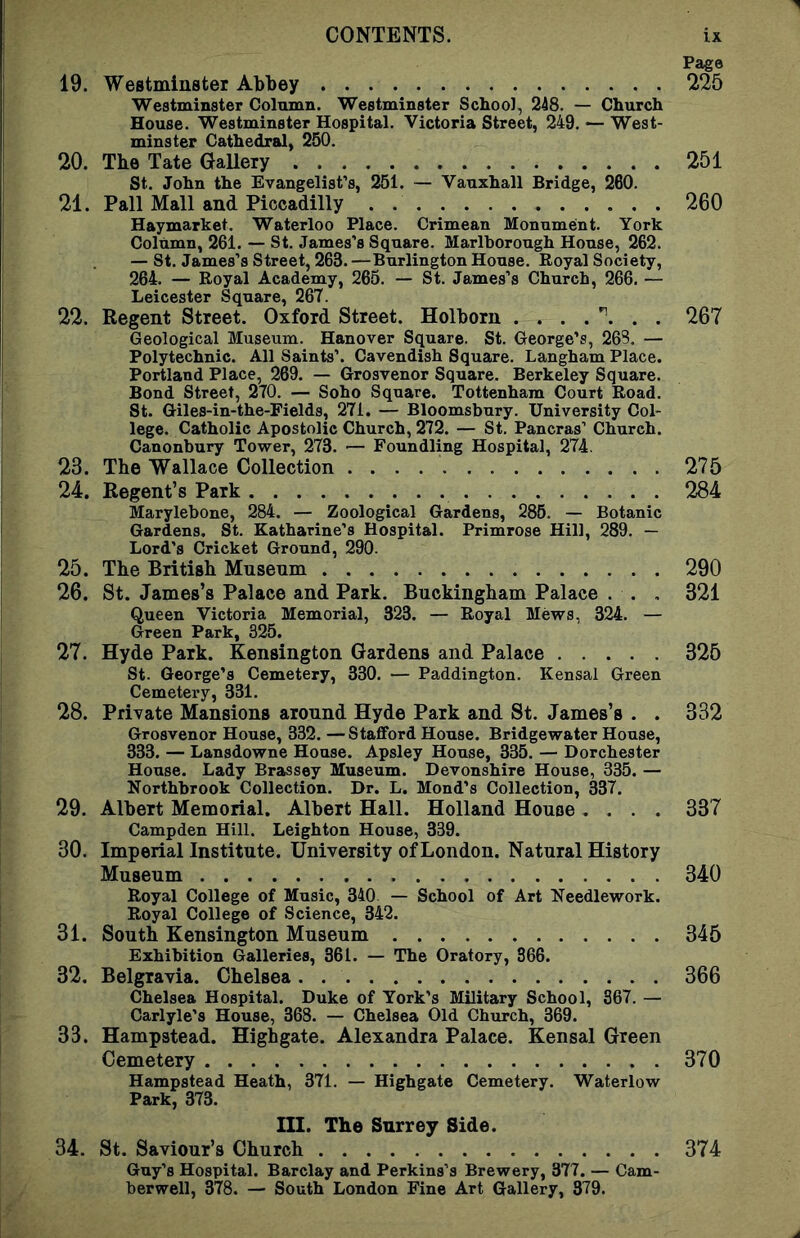 CONTENTS. ix
Page
19. Westminster Abbey . . . . . . . . . . . . . . . 225
Westminster Column. Westminster School, 248. — Church
House. Westminster Hospital. Victoria Street, 249. — West-
minster Cathedral, 250.
20. The Tate Gallery . . . . . . . . . . . . . . . . 251
St. John the Evangelist's, 251. — Vauxhall Bridge, 260.
21. Pall Mall and Piccadilly . . . . . . . . . . . . . 260
Haymarket. Waterloo Place. Crimean Monument. York
Column, 261. — St. James's Square. Marlborough House, 262.
— St. James's Street, 263. — Burlington House. Royal Society,
264. — Royal Academy, 265. — St. James's Church, 266. —
Leicester Square, 267.
22. Regent Street. Oxford Street. Holborn . . . . . . . 267
Geological Museum. Hanover Square. St. George's, 268. —
Polytechnic. All Saints'. Cavendish Square. Langham Place.
Portland Place, 269. — Grosvenor Square. Berkeley Square.
Bond Street, 270. — Soho Square. Tottenham Court Road.
St. Giles-in-the-Fields, 271. — Bloomsbury. University Col-
lege. Catholic Apostolic Church, 272. — St. Pancras' Church.
Canonbury Tower, 273. — Foundling Hospital, 274.
23. The Wallace Collection . . . . . . . . . . . . . . 275
24. Regent's Park . . . . . . . . . . . . . . . . . . 284
Marylebone, 284. — Zoological Gardens, 285. — Botanic
Gardens. St. Katharine's Hospital. Primrose Hill, 289. —
Lord's Cricket Ground, 290.
25. The British Museum . . . . . . . . . . . . . . . 290
26. St. James's Palace and Park. Buckingham Palace . . . 321
Queen Victoria Memorial, 323. — Royal Mews, 324. —
Green Park, 325.
27. Hyde Park. Kensington Gardens and Palace . . . . . 325
St. George's Cemetery, 330. — Paddington. Kensal Green
Cemetery, 331.
28. Private Mansions around Hyde Park and St. James's . . 332
Grosvenor House, 332. — Stafford House. Bridgewater House,
333. — Lansdowne House. Apsley House, 335. — Dorchester
House. Lady Brassey Museum. Devonshire House, 335. —
Northbrook Collection. Dr. L. Mond's Collection, 337.
29. Albert Memorial. Albert Hall. Holland House . . . . 337
Campden Hill. Leighton House, 339.
30. Imperial Institute. University of London. Natural History
Museum . . . . . . . . . . . . . . . . . . . . 340
Royal College of Music, 340. — School of Art Needlework.
Royal College of Science, 342.
31. South Kensington Museum . . . . . . . . . . . . 345
Exhibition Galleries, 361. — The Oratory, 366.
32. Belgravia. Chelsea . . . . . . . . . . . . . . . . 366
Chelsea Hospital. Duke of York's Military School, 367. —
Carlyle's House, 368. — Chelsea Old Church, 369.
33. Hampstead. Highgate. Alexandra Palace. Kensal Green
Cemetery . . . . . . . . . . . . . . . . . . . . 370
Hampstead Heath, 371. — Highgate Cemetery. Waterlow
Park, 373.
III. The Surrey Side.
34. St. Saviour's Church . . . . . . . . . . . . . . . 374
Guy's Hospital. Barclay and Perkins's Brewery, 377. — Cam-
berwell, 378. — South London Fine Art Gallery, 379.